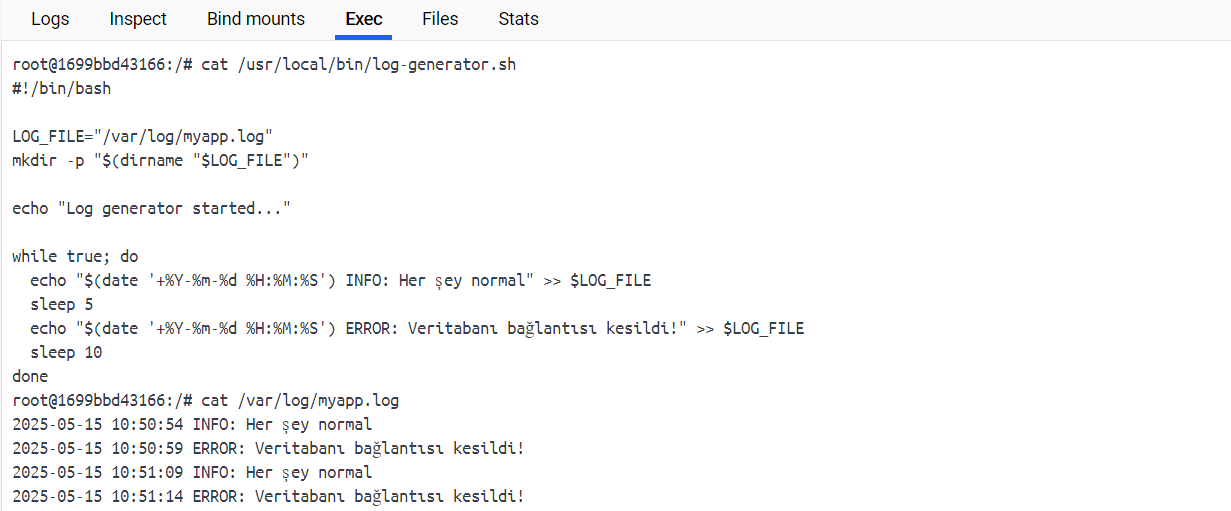 Logs Inspect Bind mounts Exec Files Stats
root@1699bbd43166:/# cat /usr/local/bin/log-generator.sh
#!/bin/bash
LOG_FILE="/var/log/myapp.log"
mkdir -p "$(dirname "$LOG_FILE")"
echo "Log generator started..."
while true; do
  echo "$(date '+%Y-%m-%d %H:%M:%S') INFO: Her şey normal" >> $LOG_FILE
  sleep 5
  echo "$(date '+%Y-%m-%d %H:%M:%S') ERROR: Veritabanı bağlantısı kesildi!" >> $LOG_FILE
  sleep 10
done
root@1699bbd43166:/# cat /var/log/myapp.log
2025-05-15 10:50:54 INFO: Her şey normal
2025-05-15 10:50:59 ERROR: Veritabanı bağlantısı kesildi!
2025-05-15 10:51:09 INFO: Her şey normal
2025-05-15 10:51:14 ERROR: Veritabanı bağlantısı kesildi!